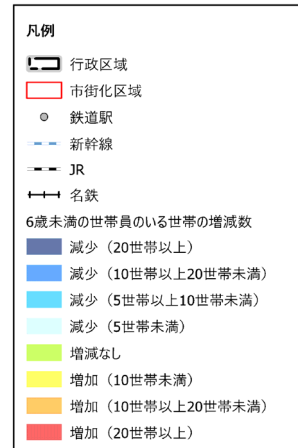 凡例
行政区域
市街化区域
鉄道駅
新幹線
JR
名鉄
6歳未満の世帯員のいる世帯の増減数
減少（20世帯以上）
減少（10世帯以上20世帯未満）
減少（5世帯以上10世帯未満）
減少（5世帯未満）
増減なし
増加（10世帯未満）
増加（10世帯以上20世帯未満）
増加（20世帯以上）